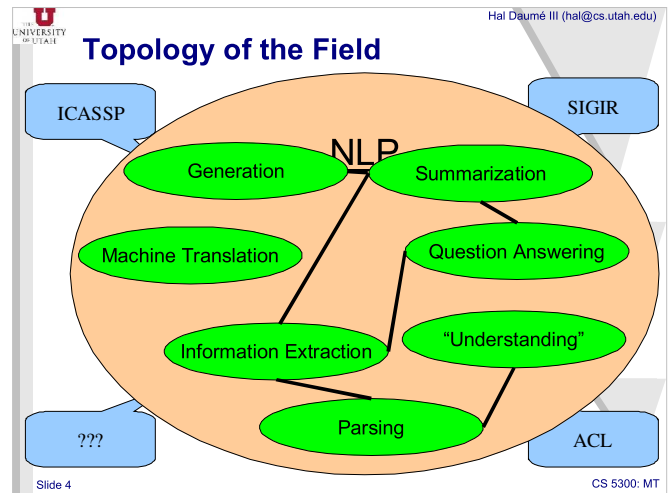 THE
UNIVERSITY
OF UTAH
Hal Daumé III (hal@cs.utah.edu)
Topology of the Field
ICASSP
SIGIR
NLP
Generation
Summarization
Machine Translation
Question Answering
Information Extraction
“Understanding”
Parsing
???
ACL
Slide 4
CS 5300: MT